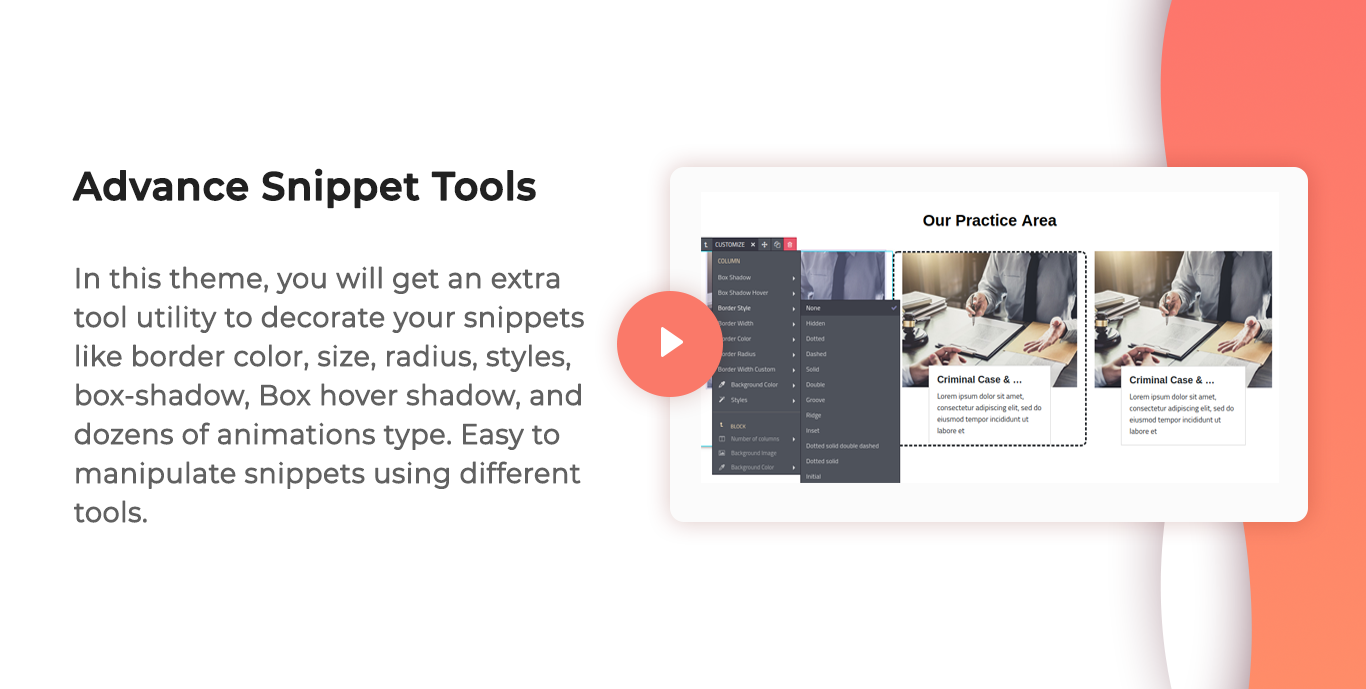 Advance Snippet Tools
In this theme, you will get an extra
tool utility to decorate your snippets
like border color, size, radius, styles,
box-shadow, Box hover shadow, and
dozens of animations type. Easy to
manipulate snippets using different
tools.
Our Practice Area
CUSTOMIZE
COLUMN
Box Shadow
Box Shadow Hover
Border Style
Border Width
Border Color
Border Radius
Border Width Custom
Background Color
Styles
BLOCK
Number of columns
Background Image
Background Color
None
Hidden
Dotted
Dashed
Solid
Double
Groove
Ridge
Inset
Dotted solid double dashed
Dotted solid
Initial
Criminal Case & ...
Lorem ipsum dolor sit amet,
consectetur adipiscing elit, sed do
eiusmod tempor incididunt ut
labore et
Criminal Case & ...
Lorem ipsum dolor sit amet,
consectetur adipiscing elit, sed do
eiusmod tempor incididunt ut
labore et